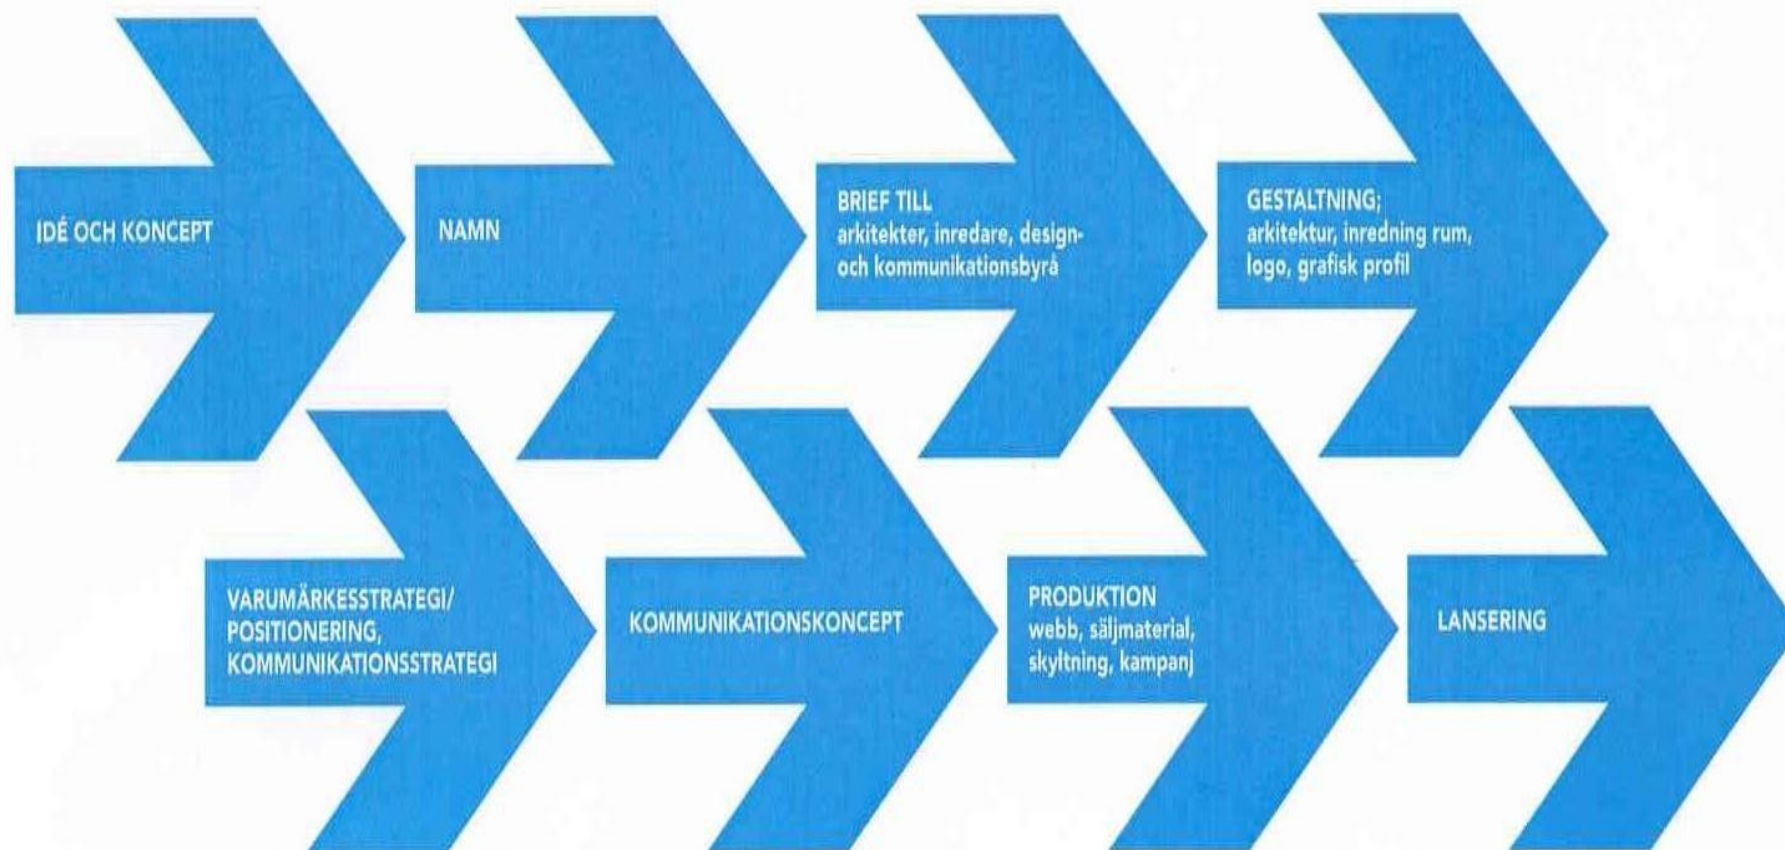 IDÉ OCH KONCEPT
NAMN
BRIEF TILL
arkitekter, inredare, design-
och kommunikationsbyrå
GESTALTNING;
arkitektur, inredning rum,
logo, grafisk profil
VARUMÄRKESSTRATEGI/
POSITIONERING,
KOMMUNIKATIONSSTRATEGI
KOMMUNIKATIONSKONCEPT
PRODUKTION
webb, säljmaterial,
skyltning, kampanj
LANSERING